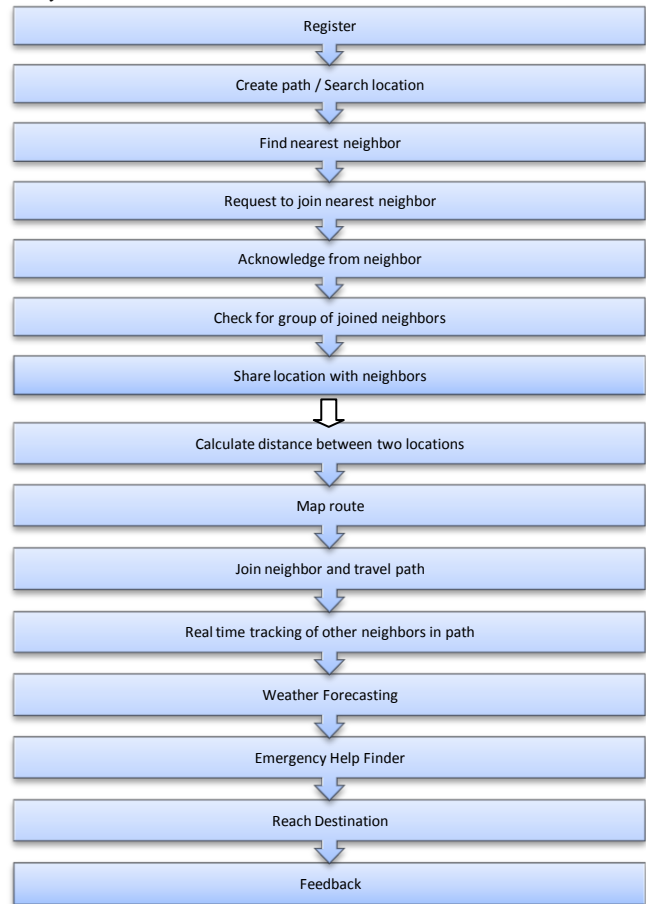 Register
Create path / Search location
Find nearest neighbor
Request to join nearest neighbor
Acknowledge from neighbor
Check for group of joined neighbors
Share location with neighbors
Calculate distance between two locations
Map route
Join neighbor and travel path
Real time tracking of other neighbors in path
Weather Forecasting
Emergency Help Finder
Reach Destination
Feedback